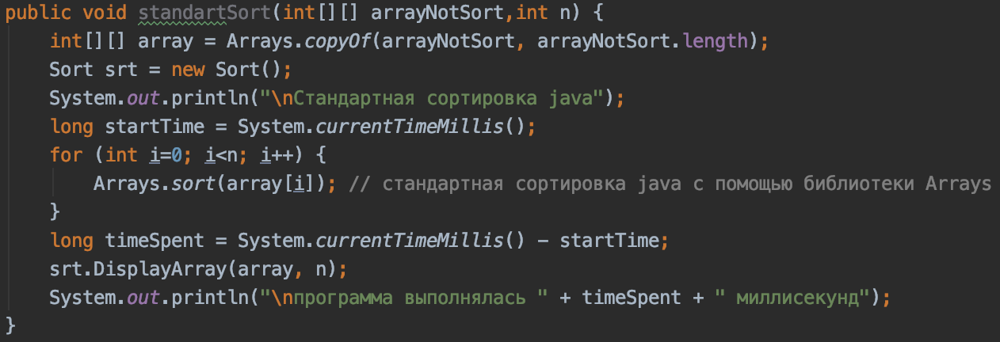 public void standartSort(int[][] arrayNotSort,int n) {
    int[][] array = Arrays.copyOf(arrayNotSort, arrayNotSort.length);
    Sort srt = new Sort();
    System.out.println("\nСтандартная сортировка java");
    long startTime = System.currentTimeMillis();
    for (int i=0; i<n; i++) {
        Arrays.sort(array[i]); // стандартная сортировка java с помощью библиотеки Arrays
    }
    long timeSpent = System.currentTimeMillis() - startTime;
    srt.DisplayArray(array, n);
    System.out.println("\nпрограмма выполнялась " + timeSpent + " миллисекунд");
}